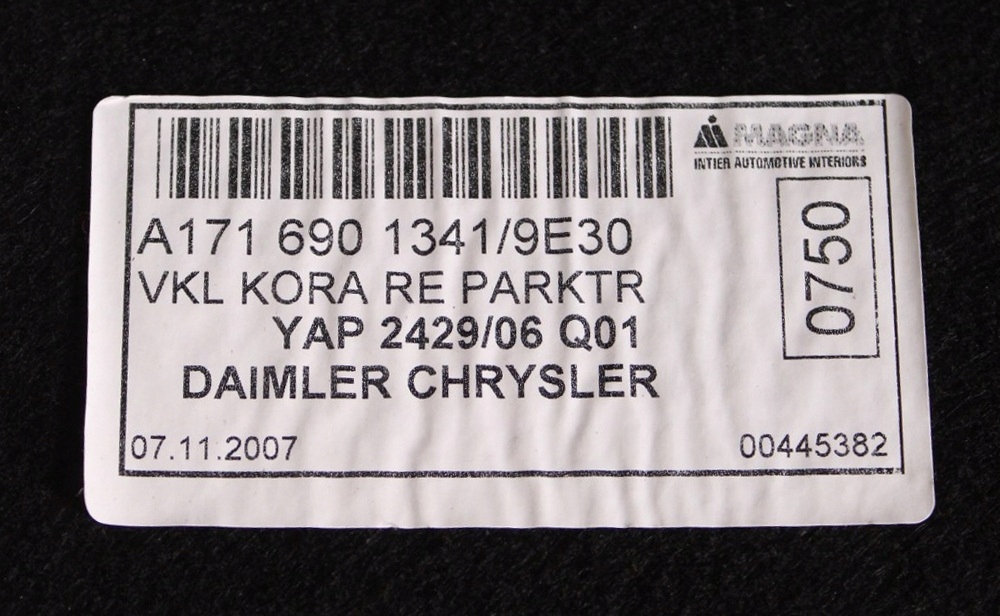 MAGNA
INTIER AUTOMOTIVE INTERIORS
0750
A171 690 1341/9E30
VKL KORA RE PARKTR
YAP 2429/06 Q01
DAIMLER CHRYSLER
07.11.2007
00445382